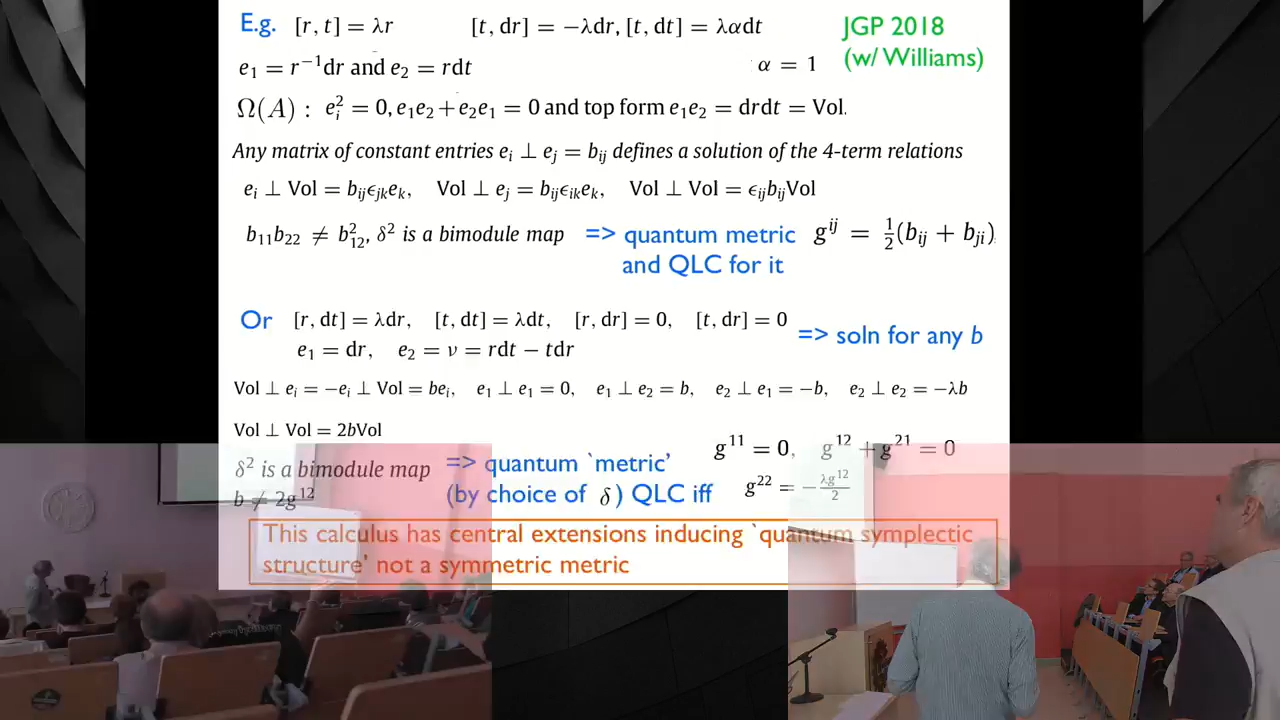 E.g. [r, t] = λr [t, dr] = −λdr, [t, dt] = λαdt JGP 2018
(w/ Williams)
e₁ = r⁻¹dr and e₂ = rdt α = 1
Ω(A) : eᵢ² = 0, e₁e₂ + e₂e₁ = 0 and top form e₁e₂ = drdt = Vol.
Any matrix of constant entries eᵢ ⊥ eⱼ = bᵢⱼ defines a solution of the 4-term relations
eᵢ ⊥ Vol = bᵢⱼϵⱼₖeₖ, Vol ⊥ eⱼ = bᵢⱼϵᵢₖeₖ, Vol ⊥ Vol = ϵᵢⱼbᵢⱼVol
b₁₁b₂₂ ≠ b₁₂², δ² is a bimodule map => quantum metric gⁱʲ = ½(bᵢⱼ + bⱼᵢ)
and QLC for it
Or [r, dt] = λdr, [t, dt] = λdt, [r, dr] = 0, [t, dr] = 0 => soln for any b
e₁ = dr, e₂ = ν = rdt − tdr
Vol ⊥ eᵢ = −eᵢ ⊥ Vol = beᵢ, e₁ ⊥ e₁ = 0, e₁ ⊥ e₂ = b, e₂ ⊥ e₁ = −b, e₂ ⊥ e₂ = −λb
Vol ⊥ Vol = 2bVol
g¹¹ = 0, g¹² + g²¹ = 0
δ² is a bimodule map => quantum `metric'
b ≠ 2g¹² (by choice of δ ) QLC iff g²² = −λg¹²/2
This calculus has central extensions inducing `quantum symplectic
structure' not a symmetric metric